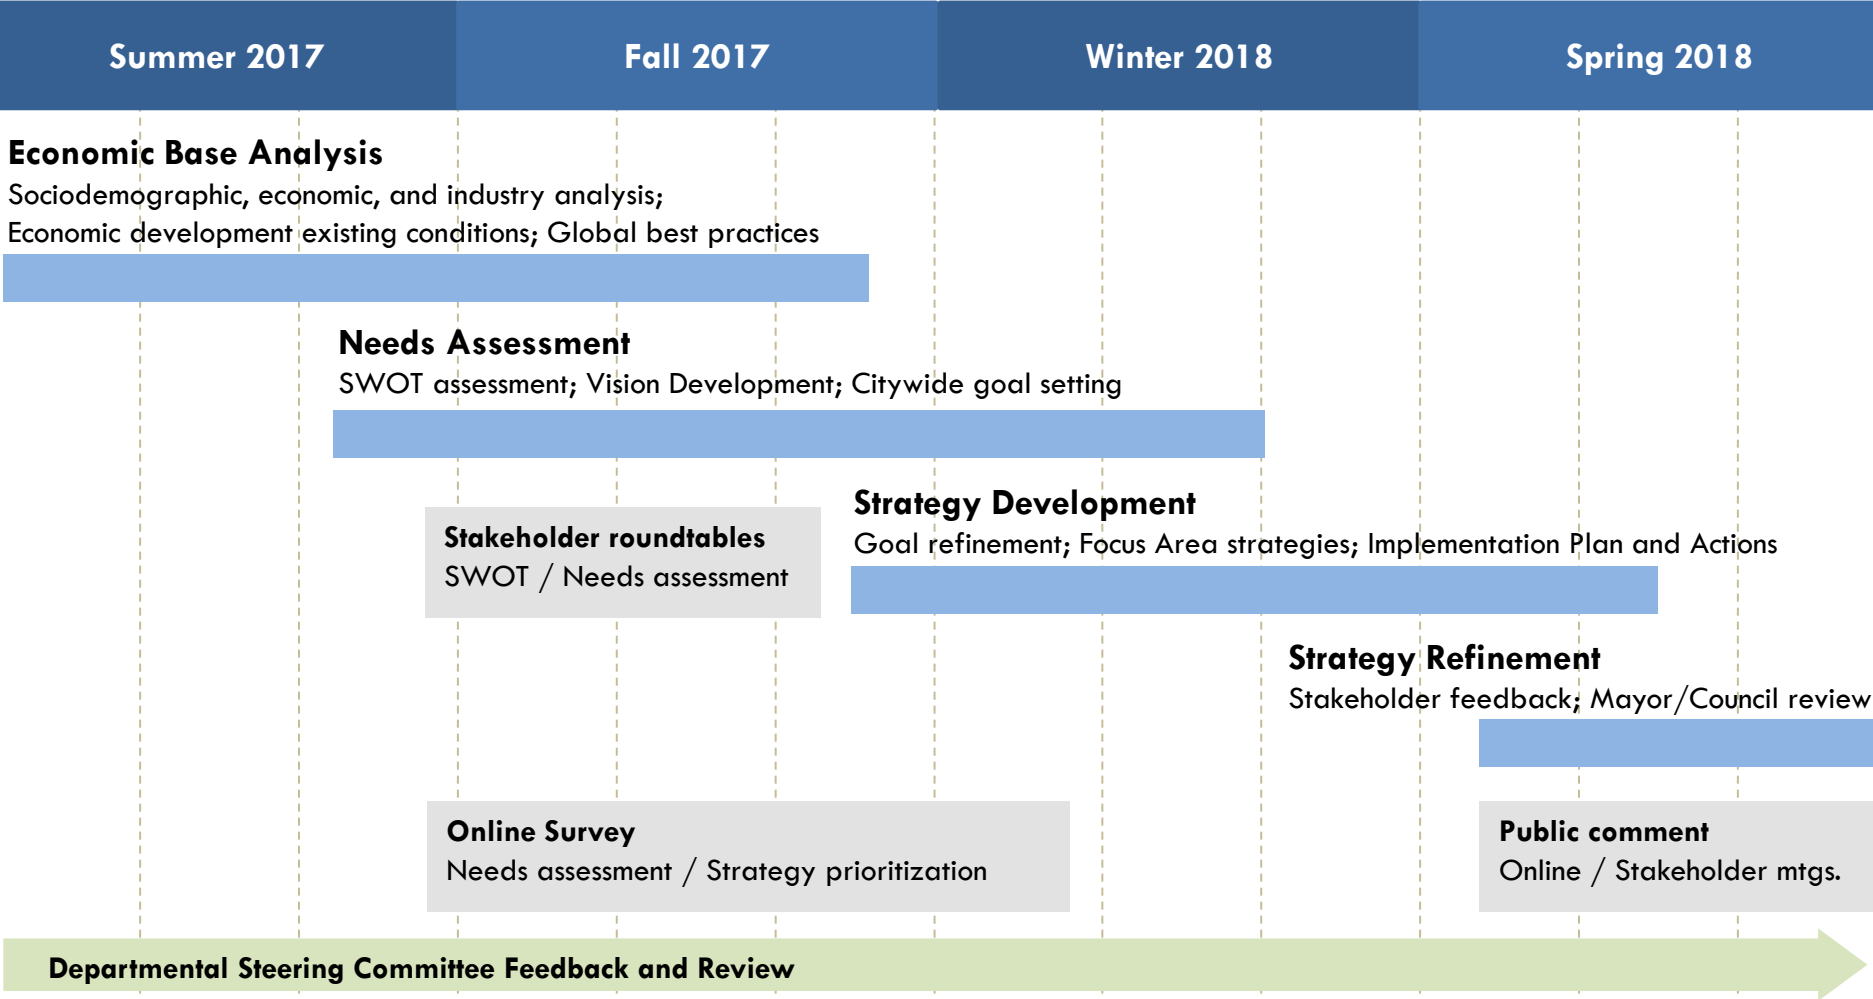 Summer 2017
Fall 2017
Winter 2018
Spring 2018
Economic Base Analysis
Sociodemographic, economic, and industry analysis;
Economic development existing conditions; Global best practices
Needs Assessment
SWOT assessment; Vision Development; Citywide goal setting
Stakeholder roundtables
SWOT / Needs assessment
Strategy Development
Goal refinement; Focus Area strategies; Implementation Plan and Actions
Strategy Refinement
Stakeholder feedback; Mayor/Council review
Online Survey
Needs assessment / Strategy prioritization
Public comment
Online / Stakeholder mtgs.
Departmental Steering Committee Feedback and Review